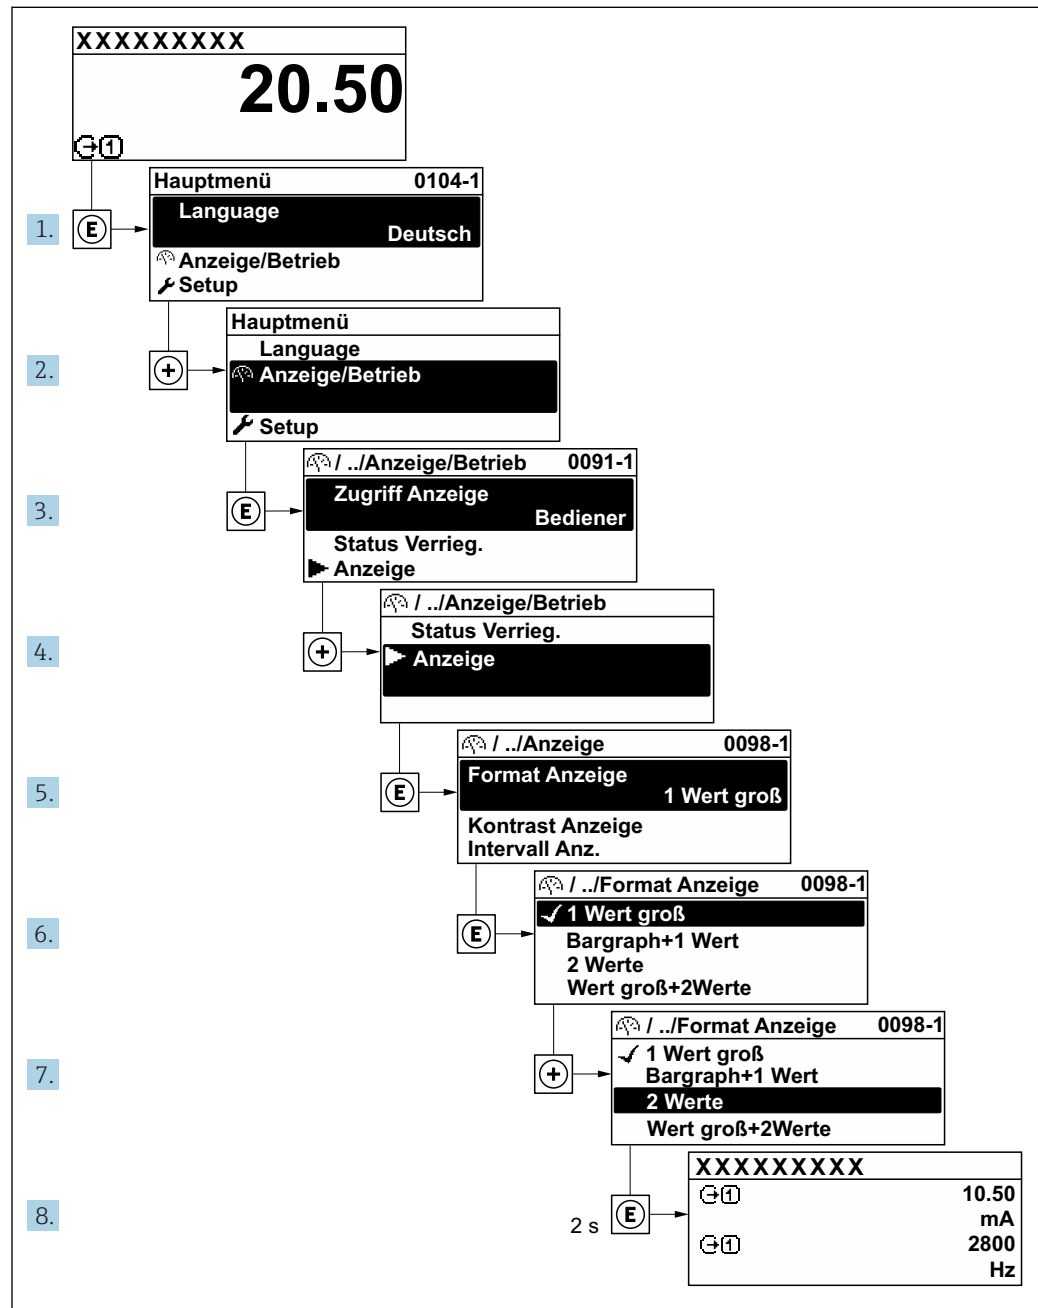 XXXXXXXXX
20.50
1
Hauptmenü 0104-1
1. E Language
Deutsch
Anzeige/Betrieb
Setup
Hauptmenü
Language
2. + Anzeige/Betrieb
Setup
/ ../Anzeige/Betrieb 0091-1
3. E Zugriff Anzeige
Bediener
Status Verrieg.
Anzeige
/ ../Anzeige/Betrieb
Status Verrieg.
4. + Anzeige
/ ../Anzeige 0098-1
5. E Format Anzeige
1 Wert groß
Kontrast Anzeige
Intervall Anz.
/ ../Format Anzeige 0098-1
6. E 1 Wert groß
Bargraph+1 Wert
2 Werte
Wert groß+2Werte
/ ../Format Anzeige 0098-1
7. + 1 Wert groß
Bargraph+1 Wert
2 Werte
Wert groß+2Werte
XXXXXXXXX
8. 2 s E 1 10.50
mA
1 2800
Hz